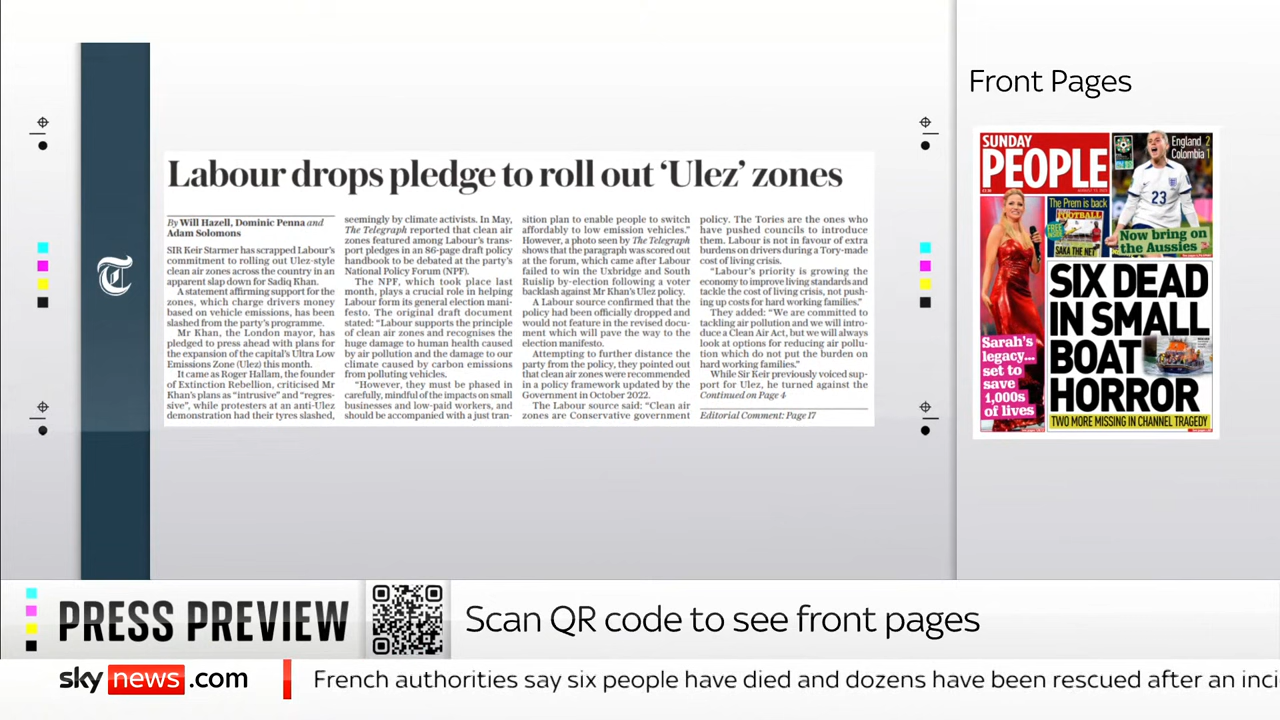 Front Pages
Labour drops pledge to roll out ‘Ulez’ zones
By Will Hazell, Dominic Penna and
Adam Solomons
SIR Keir Starmer has scrapped Labour’s
commitment to rolling out Ulez-style
clean air zones across the country in an
apparent slap down for Sadiq Khan.
A statement affirming support for the
zones, which charge drivers money
based on vehicle emissions, has been
slashed from the party’s programme.
Mr Khan, the London mayor, has
pledged to press ahead with plans for
the expansion of the capital’s Ultra Low
Emissions Zone (Ulez) this month.
It came as Roger Hallam, the founder
of Extinction Rebellion, criticised Mr
Khan’s plans as “intrusive” and “regres-
sive”, while protesters at an anti-Ulez
demonstration had their tyres slashed,
seemingly by climate activists. In May,
The Telegraph reported that clean air
zones featured among Labour’s trans-
port pledges in an 86-page draft policy
handbook to be debated at the party’s
National Policy Forum (NPF).
The NPF, which took place last
month, plays a crucial role in helping
Labour form its general election mani-
festo. The original draft document
stated: “Labour supports the principle
of clean air zones and recognises the
huge damage to human health caused
by air pollution and the damage to our
climate caused by carbon emissions
from polluting vehicles.
“However, they must be phased in
carefully, mindful of the impacts on small
businesses and low-paid workers, and
should be accompanied with a just tran-
sition plan to enable people to switch
affordably to low emission vehicles.”
However, a photo seen by The Telegraph
shows that the paragraph was scored out
at the forum, which came after Labour
failed to win the Uxbridge and South
Ruislip by-election following a voter
backlash against Mr Khan’s Ulez policy.
A Labour source confirmed that the
policy had been officially dropped and
would not feature in the revised docu-
ment which will pave the way to the
election manifesto.
Attempting to further distance the
party from the policy, they pointed out
that clean air zones were recommended
in a policy framework updated by the
Government in October 2022.
The Labour source said: “Clean air
zones are Conservative government
policy. The Tories are the ones who
have pushed councils to introduce
them. Labour is not in favour of extra
burdens on drivers during a Tory-made
cost of living crisis.
“Labour’s priority is growing the
economy to improve living standards and
tackle the cost of living crisis, not push-
ing up costs for hard working families.”
They added: “We are committed to
tackling air pollution and we will intro-
duce a Clean Air Act, but we will always
look at options for reducing air pollu-
tion which do not put the burden on
hard working families.”
While Sir Keir previously voiced sup-
port for Ulez, he turned against the
Continued on Page 4
Editorial Comment: Page 17
T
SUNDAY
PEOPLE
England 2
Colombia 1
23
The Prem is back
FOOTBALL
SAKA THE NET
Now bring on
the Aussies
SIX DEAD
IN SMALL
BOAT
HORROR
TWO MORE MISSING IN CHANNEL TRAGEDY
Sarah’s
legacy...
set to
save
1,000s
of lives
PRESS PREVIEW
Scan QR code to see front pages
sky news.com
French authorities say six people have died and dozens have been rescued after an inci